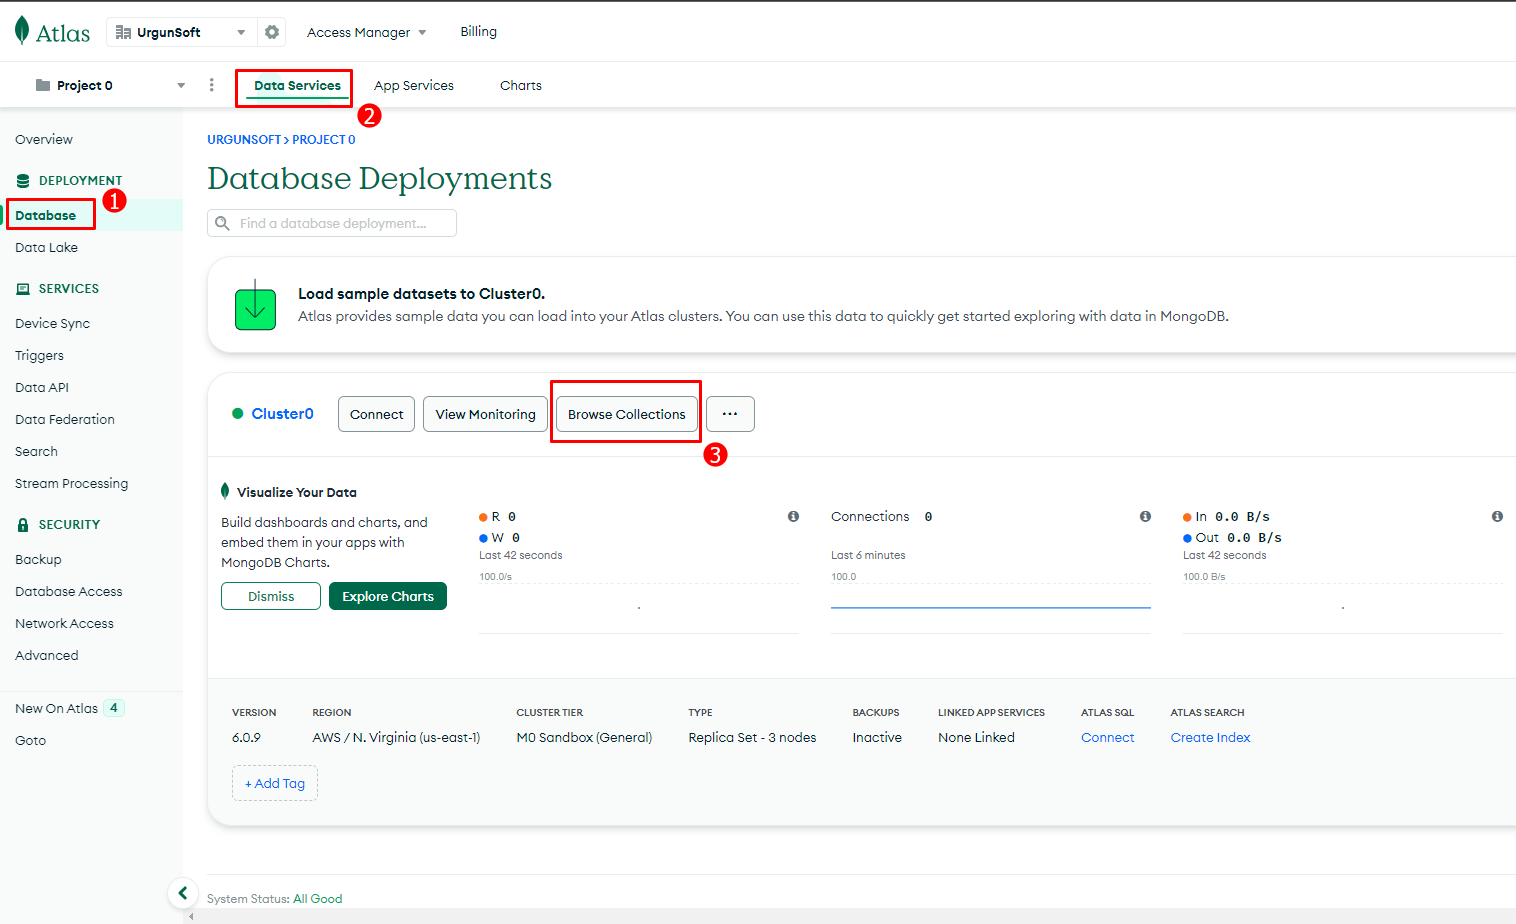 Atlas
UrgunSoft
Access Manager
Billing
Project 0
Data Services
App Services
Charts
2
Overview
DEPLOYMENT
1
Database
Data Lake
SERVICES
Device Sync
Triggers
Data API
Data Federation
Search
Stream Processing
SECURITY
Backup
Database Access
Network Access
Advanced
New On Atlas 4
Goto
URGUNSOFT > PROJECT 0
Database Deployments
Find a database deployment...
Load sample datasets to Cluster0.
Atlas provides sample data you can load into your Atlas clusters. You can use this data to quickly get started exploring with data in MongoDB.
Cluster0
Connect
View Monitoring
Browse Collections
...
3
Visualize Your Data
Build dashboards and charts, and
embed them in your apps with
MongoDB Charts.
Dismiss
Explore Charts
R 0
W 0
Last 42 seconds
100.0/s
Connections 0
Last 6 minutes
100.0
In 0.0 B/s
Out 0.0 B/s
Last 42 seconds
100.0 B/s
VERSION
6.0.9
REGION
AWS / N. Virginia (us-east-1)
CLUSTER TIER
M0 Sandbox (General)
TYPE
Replica Set - 3 nodes
BACKUPS
Inactive
LINKED APP SERVICES
None Linked
ATLAS SQL
Connect
ATLAS SEARCH
Create Index
+ Add Tag
System Status: All Good